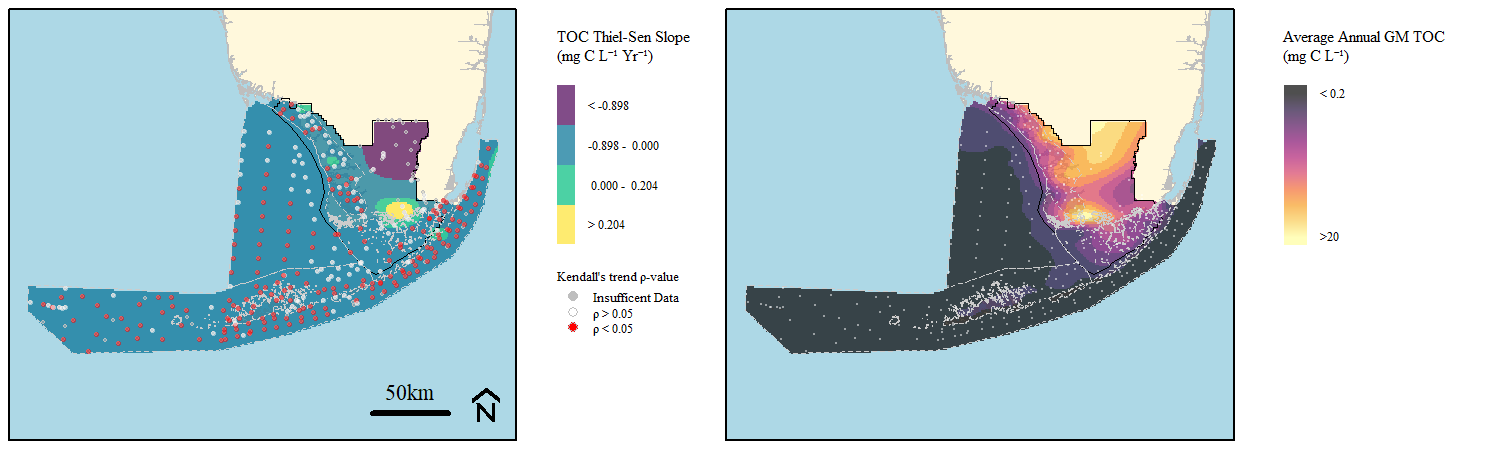 TOC Thiel-Sen Slope
(mg C L⁻¹ Yr⁻¹)
< -0.898
-0.898 - 0.000
0.000 - 0.204
> 0.204
Kendall's trend ρ-value
Insufficent Data
ρ > 0.05
ρ < 0.05
50km
N
Average Annual GM TOC
(mg C L⁻¹)
< 0.2
>20